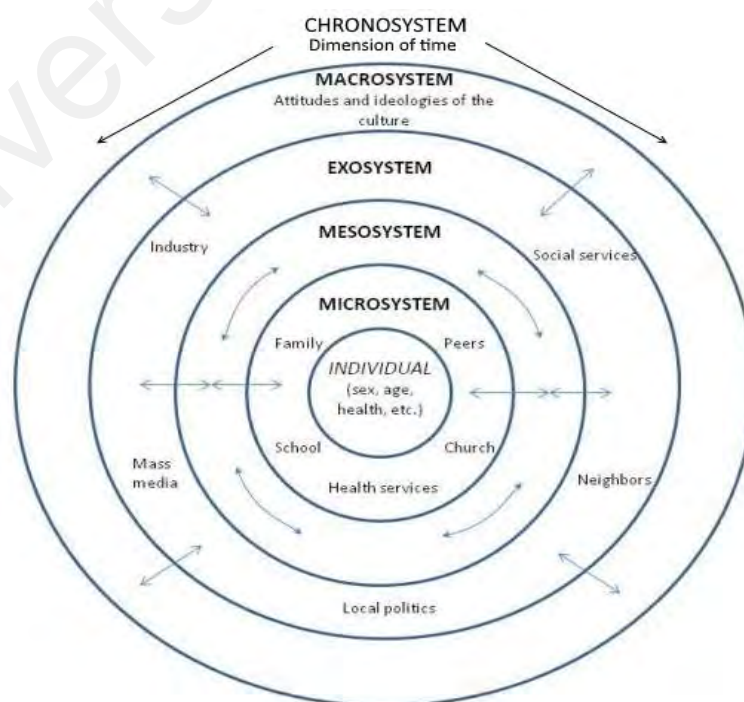 CHRONOSYSTEM
Dimension of time
MACROSYSTEM
Attitudes and ideologies of the
culture
EXOSYSTEM
MESOSYSTEM
Industry
Social services
MICROSYSTEM
Family
Peers
INDIVIDUAL
(sex, age,
health, etc.)
School
Church
Mass
media
Health services
Neighbors
Local politics